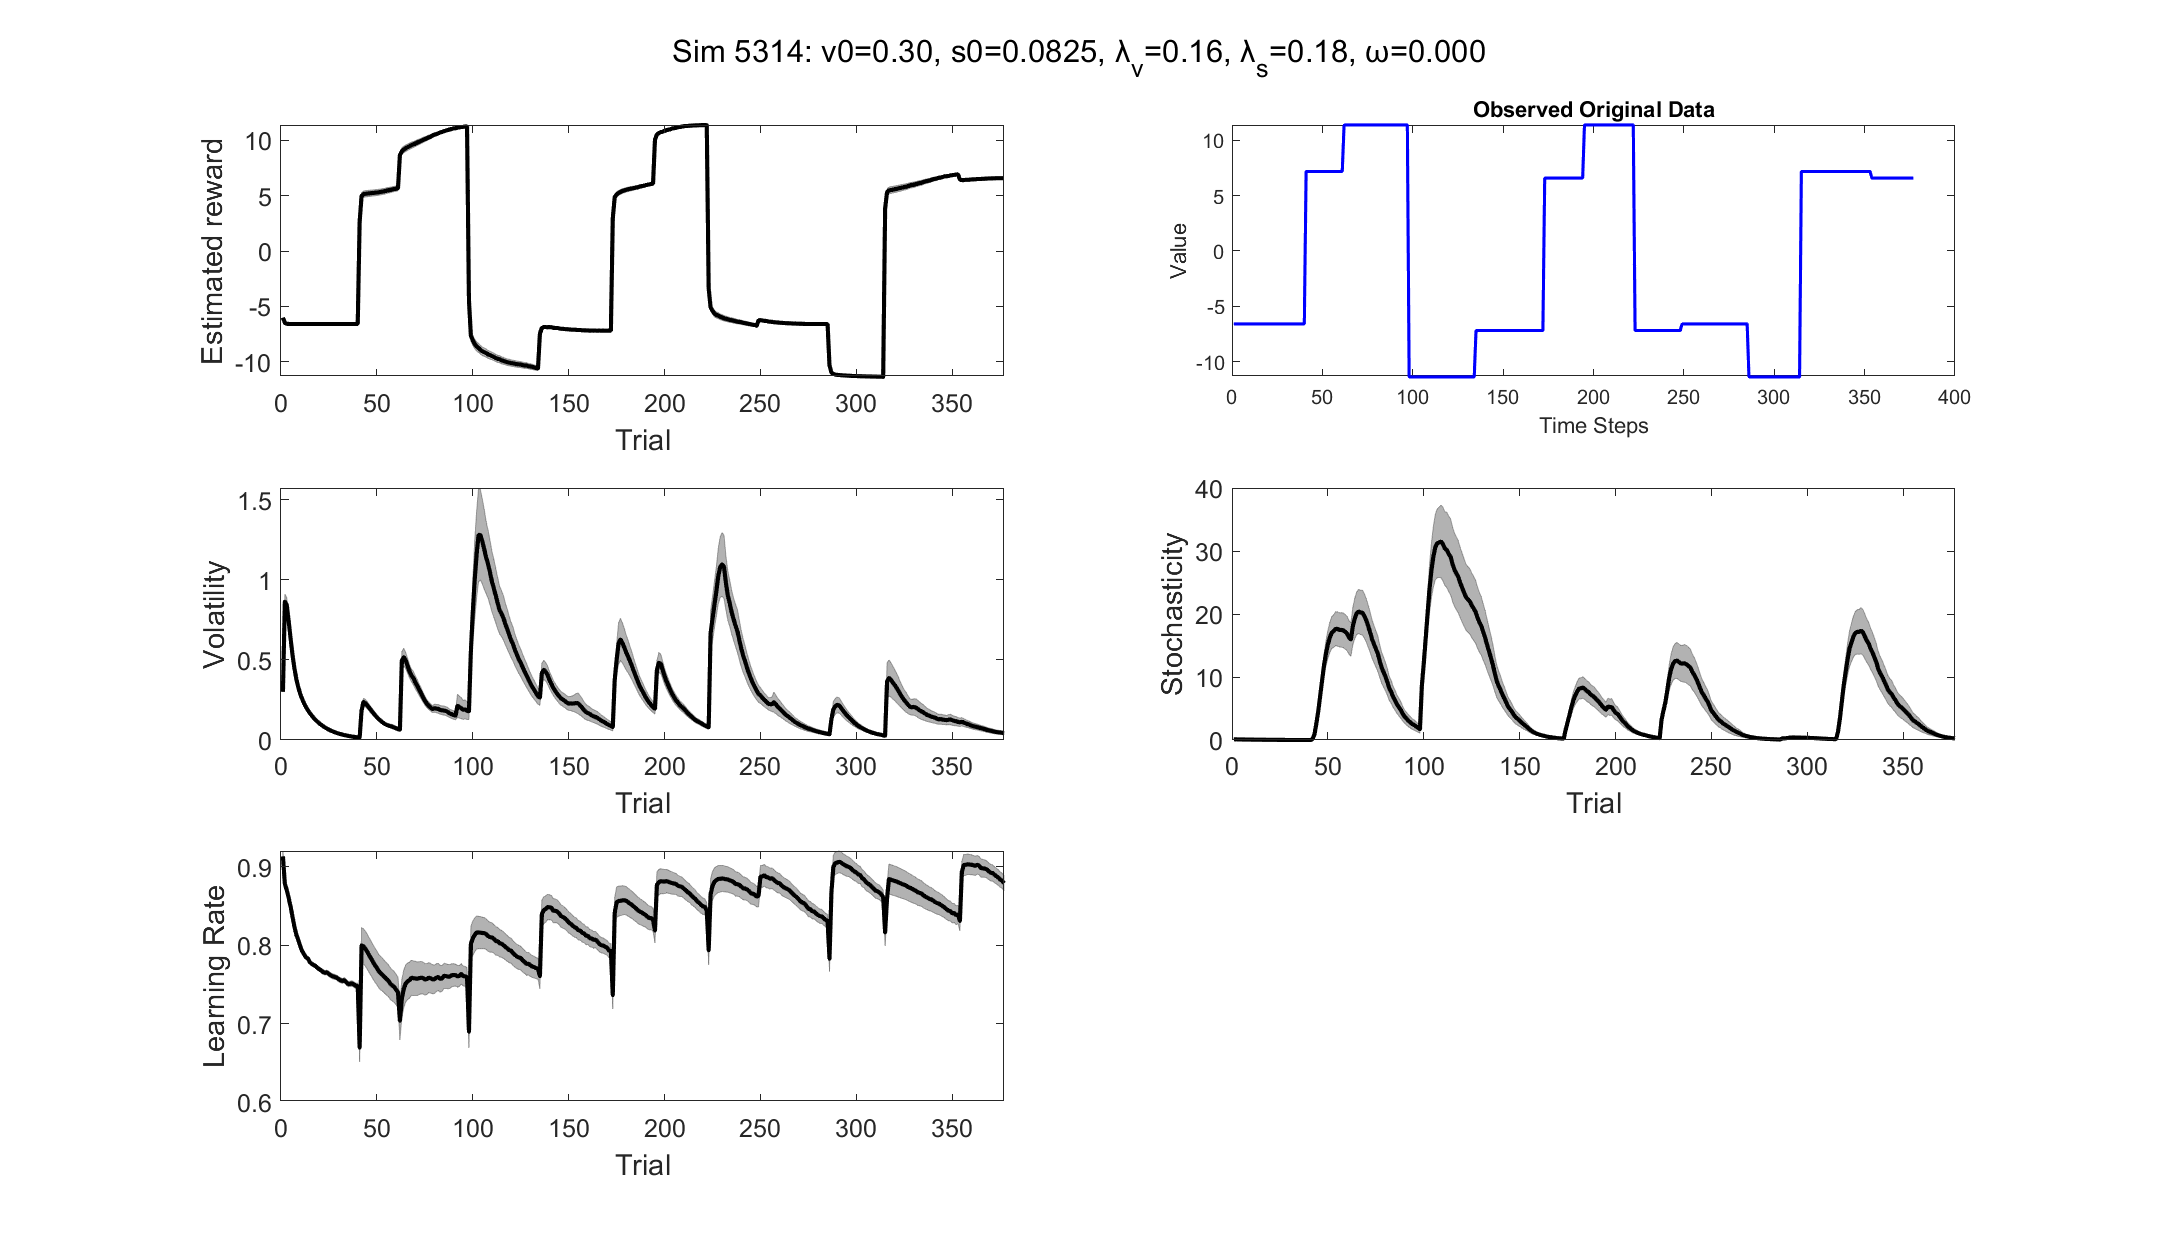 Sim 5314: v0=0.30, s0=0.0825, λ_v=0.16, λ_s=0.18, ω=0.000
Estimated reward
10
5
0
-5
-10
0 50 100 150 200 250 300 350
Trial
Observed Original Data
Value
10
5
0
-5
-10
0 50 100 150 200 250 300 350 400
Time Steps
Volatility
1.5
1
0.5
0
0 50 100 150 200 250 300 350
Trial
Stochasticity
40
30
20
10
0
0 50 100 150 200 250 300 350
Trial
Learning Rate
0.9
0.8
0.7
0.6
0 50 100 150 200 250 300 350
Trial